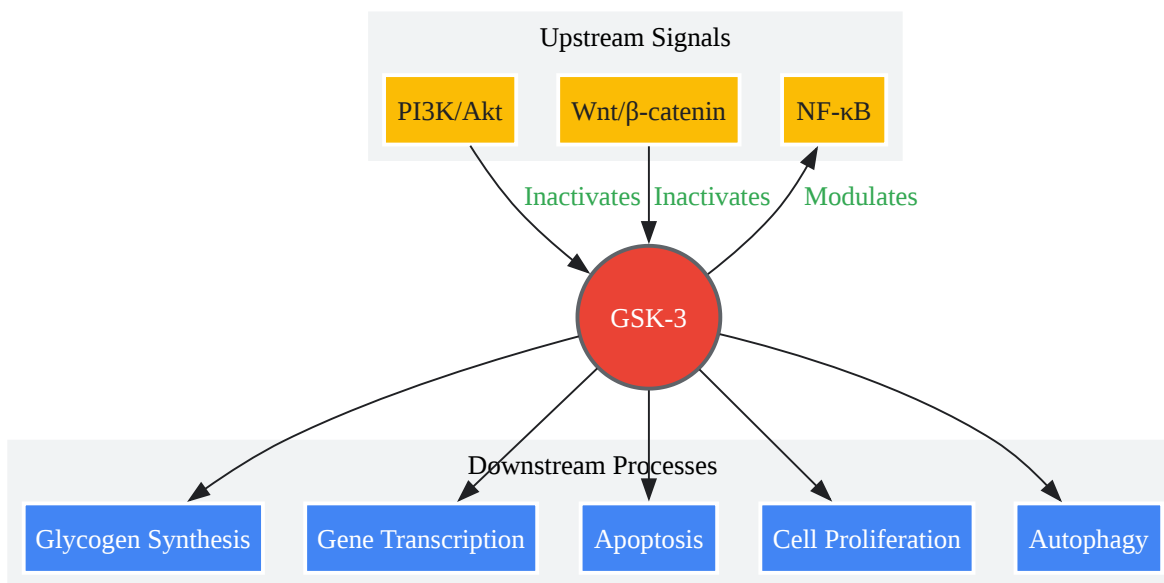 Upstream Signals
PI3K/Akt
Wnt/β-catenin
NF-κB
Inactivates
Inactivates
Modulates
GSK-3
Downstream Processes
Glycogen Synthesis
Gene Transcription
Apoptosis
Cell Proliferation
Autophagy